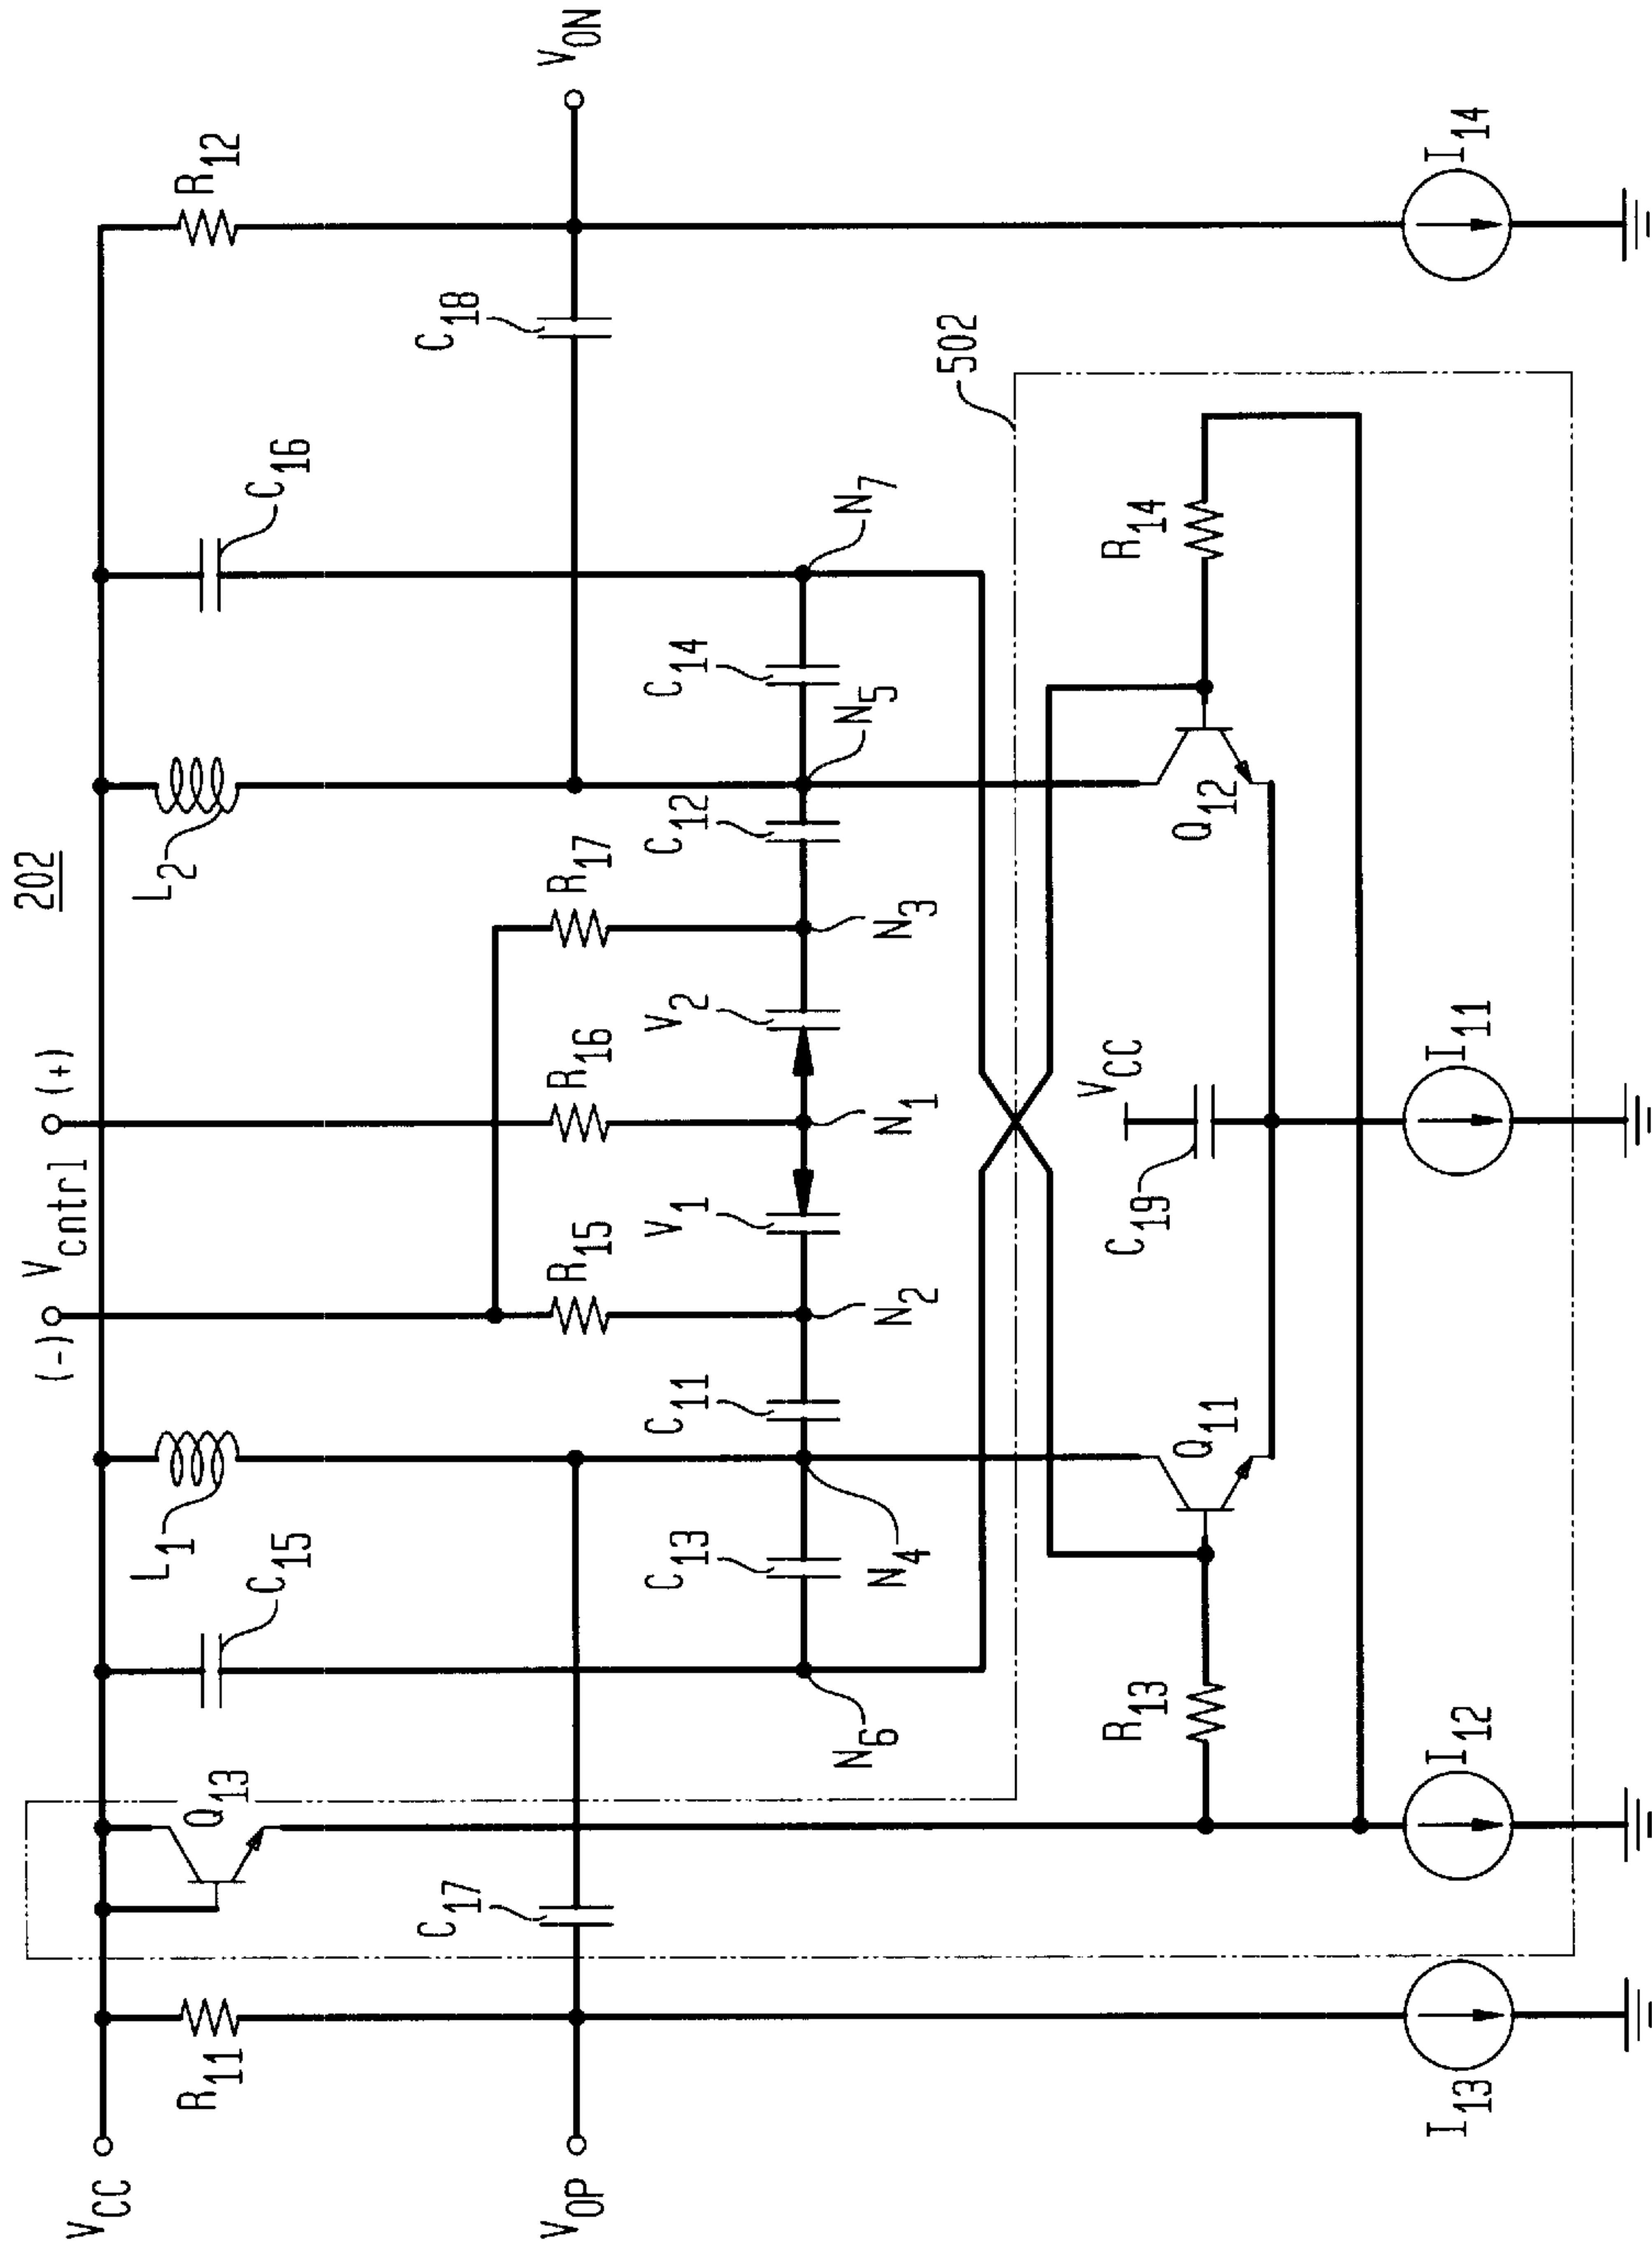 202
(-) V_cntrl (+)
V_CC
R_11
Q_13
C_15
L_1
L_2
C_16
R_12
V_OP
C_17
R_15
R_16
R_17
C_18
V_ON
C_13
C_11
V_1
V_2
C_12
C_14
N_6
N_4
N_2
N_1
N_3
N_5
N_7
502
R_13
Q_11
C_19
V_CC
Q_12
R_14
I_13
I_12
I_11
I_14